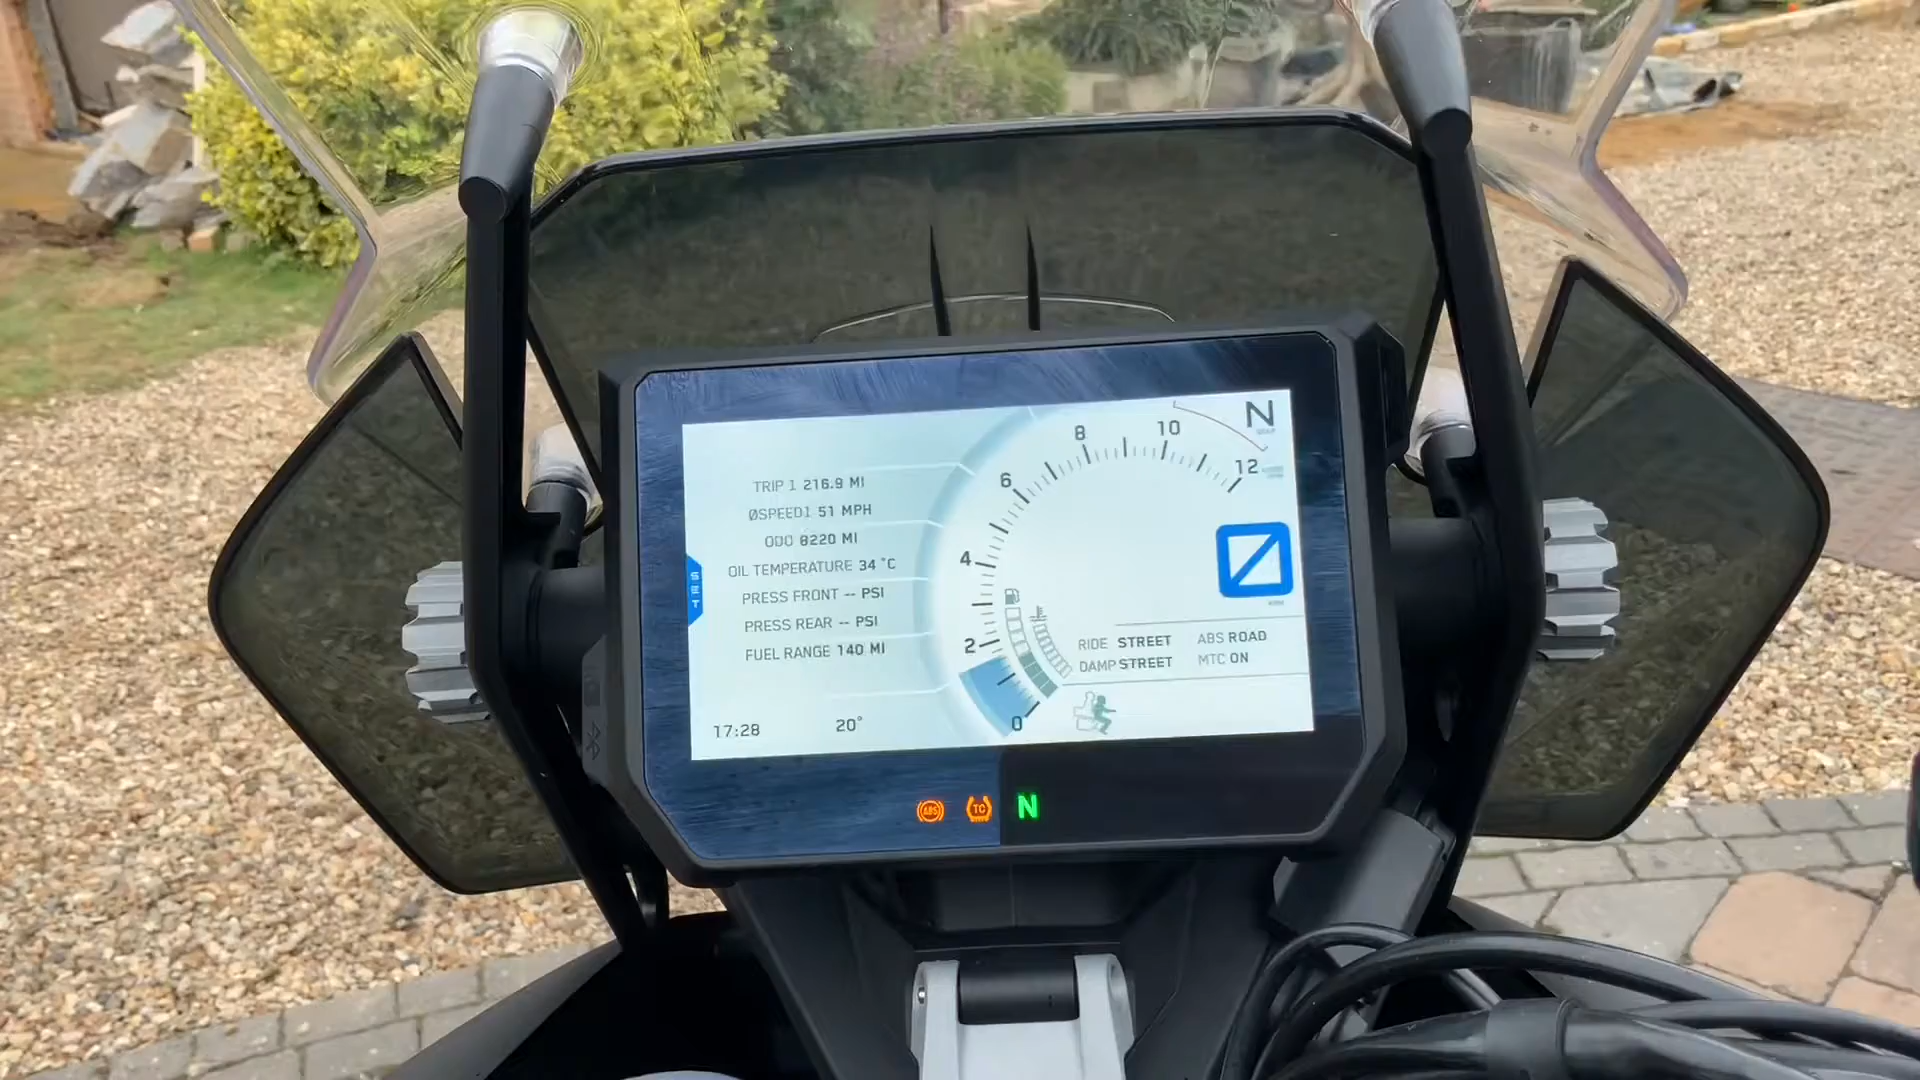 TRIP 1 216.9 MI
ØSPEED1 51 MPH
ODO 8220 MI
OIL TEMPERATURE 34 °C
PRESS FRONT -- PSI
PRESS REAR -- PSI
FUEL RANGE 140 MI
17:28
20°
SET
0
2
4
6
8
10
12
N
RIDE STREET
ABS ROAD
DAMP STREET
MTC ON
ABS
TC
N